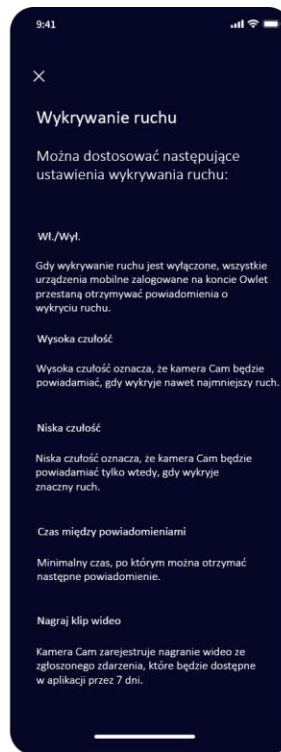 9:41
Wykrywanie ruchu
Można dostosować następujące
ustawienia wykrywania ruchu:
Wł./Wył.
Gdy wykrywanie ruchu jest wyłączone, wszystkie
urządzenia mobilne zalogowane na koncie Owlet
przestaną otrzymywać powiadomienia o
wykryciu ruchu.
Wysoka czułość
Wysoka czułość oznacza, że kamera Cam będzie
powiadamiać, gdy wykryje nawet najmniejszy ruch.
Niska czułość
Niska czułość oznacza, że kamera Cam będzie
powiadamiać tylko wtedy, gdy wykryje
znaczny ruch.
Czas między powiadomieniami
Minimalny czas, po którym można otrzymać
następne powiadomienie.
Nagraj klip wideo
Kamera Cam zarejestruje nagranie wideo ze
zgłoszonego zdarzenia, które będzie dostępne
w aplikacji przez 7 dni.